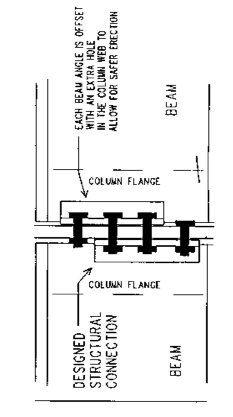 EACH BEAM ANGLE IS OFFSET
WITH AN EXTRA HOLE
IN THE COLUMN WEB TO
ALLOW FOR SAFER ERECTION
BEAM
COLUMN FLANGE
COLUMN FLANGE
DESIGNED
STRUCTURAL
CONNECTION
BEAM